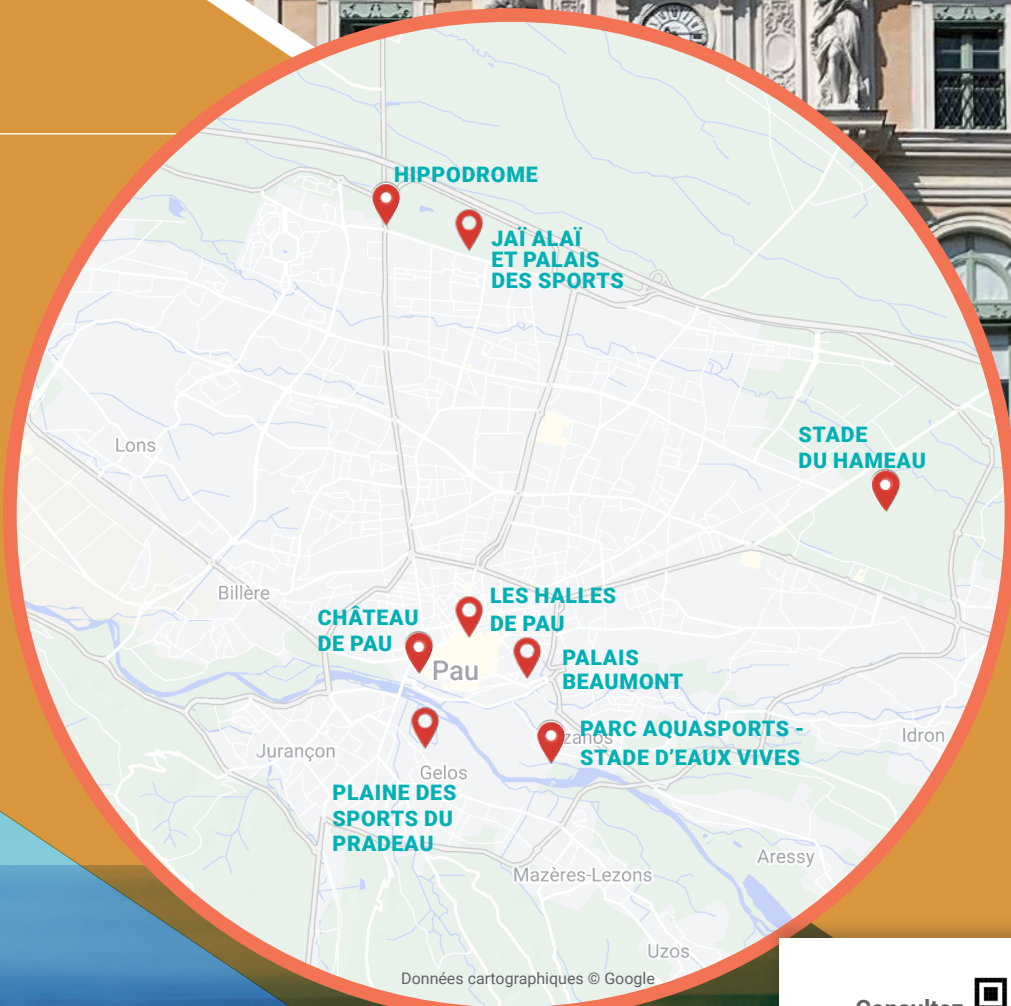 HIPPODROME
JAÏ ALAÏ
ET PALAIS
DES SPORTS
STADE
DU HAMEAU
Lons
Billère
LES HALLES
DE PAU
CHÂTEAU
DE PAU
Pau
PALAIS
BEAUMONT
PARC AQUASPORTS -
STADE D'EAUX VIVES
Idron
Jurançon
Gelos
PLAINE DES
SPORTS DU
PRADEAU
Aressy
Mazères-Lezons
Uzos
Données cartographiques © Google